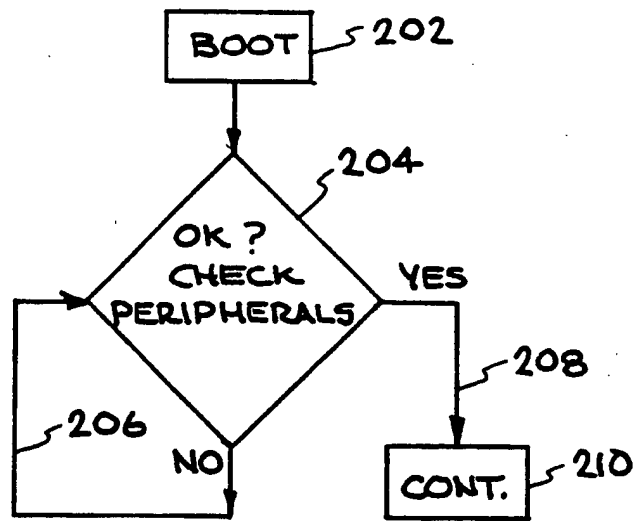 BOOT
202
204
OK?
CHECK
PERIPHERALS
YES
208
206
NO
CONT.
210